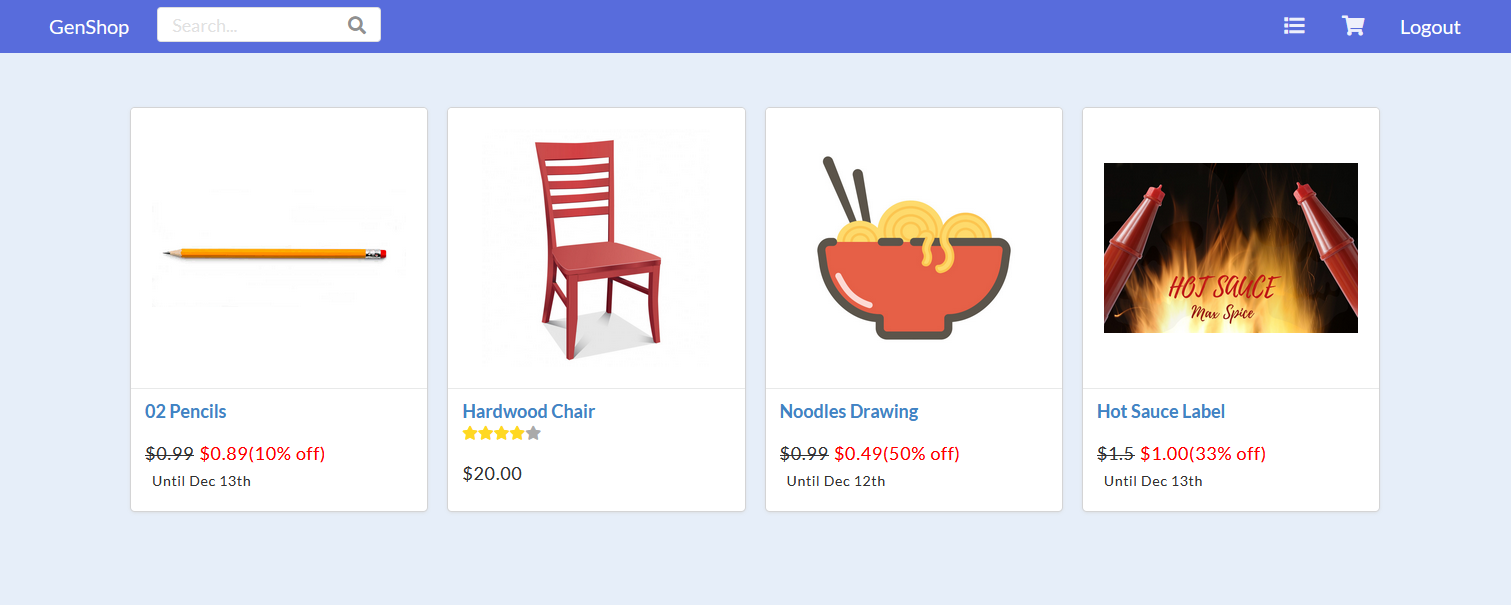 GenShop
Search...
Logout
HOT SAUCE
Max Spice
02 Pencils
$0.99 $0.89(10% off)
Until Dec 13th
Hardwood Chair
$20.00
Noodles Drawing
$0.99 $0.49(50% off)
Until Dec 12th
Hot Sauce Label
$1.5 $1.00(33% off)
Until Dec 13th